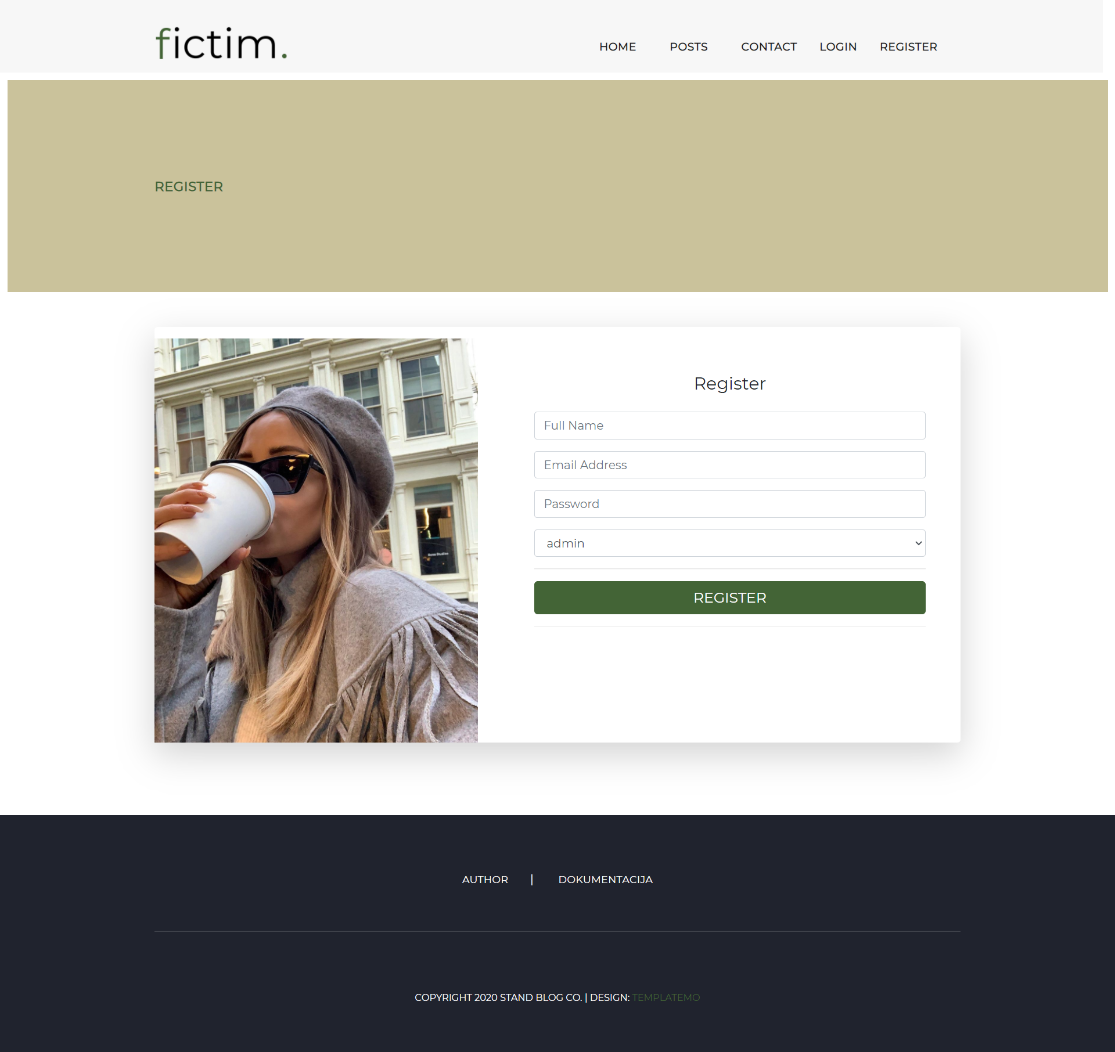 fictim.
HOME POSTS CONTACT LOGIN REGISTER
REGISTER
Register
Full Name
Email Address
Password
admin
REGISTER
AUTHOR | DOKUMENTACIJA
COPYRIGHT 2020 STAND BLOG CO. | DESIGN: TEMPLATEMO